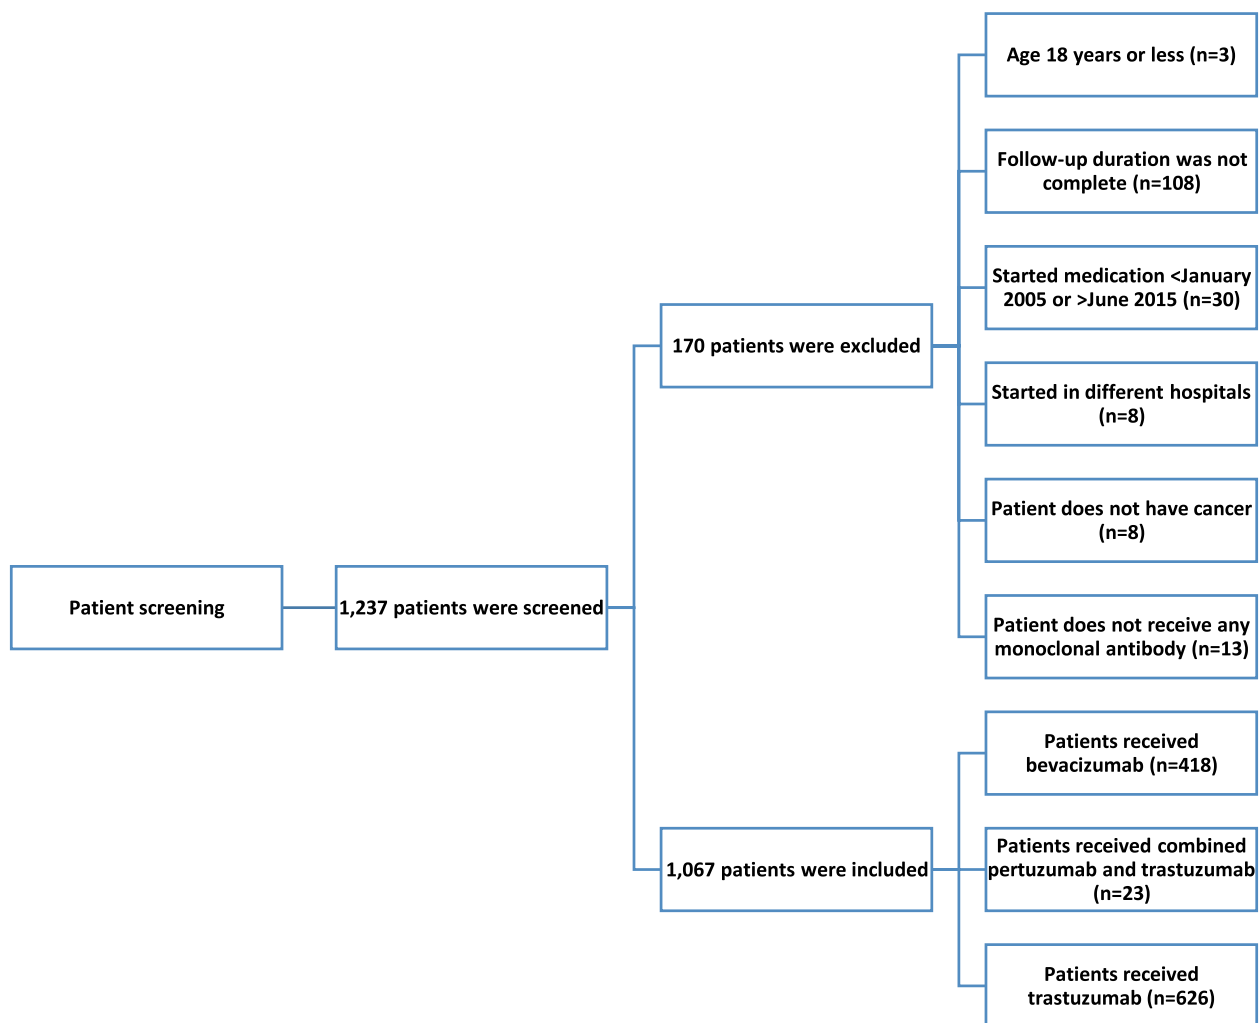 Patient screening
1,237 patients were screened
170 patients were excluded
Age 18 years or less (n=3)
Follow-up duration was not
complete (n=108)
Started medication <January
2005 or >June 2015 (n=30)
Started in different hospitals
(n=8)
Patient does not have cancer
(n=8)
Patient does not receive any
monoclonal antibody (n=13)
1,067 patients were included
Patients received
bevacizumab (n=418)
Patients received combined
pertuzumab and trastuzumab
(n=23)
Patients received
trastuzumab (n=626)